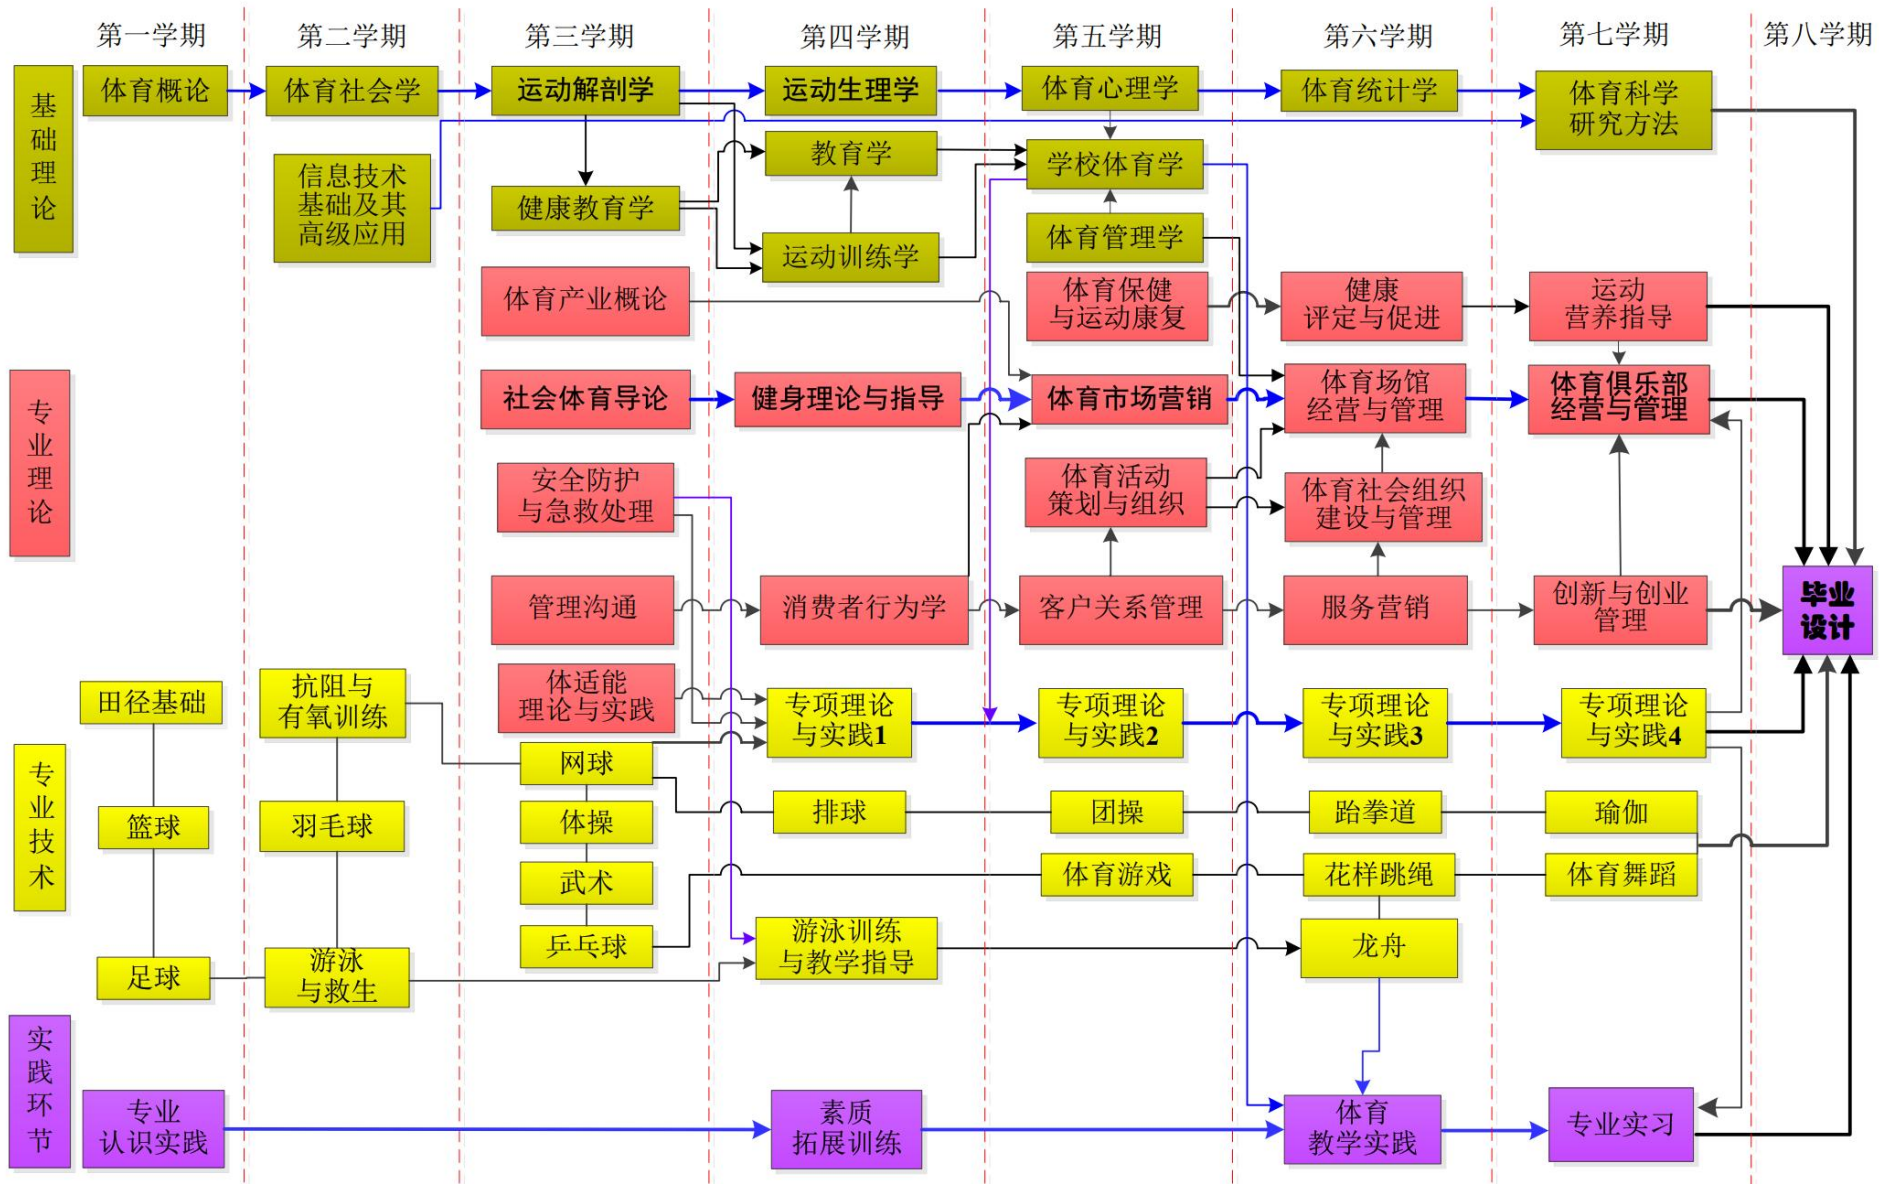 第一学期
第二学期
第三学期
第四学期
第五学期
第六学期
第七学期
第八学期
基
础
理
论
体育概论
体育社会学
运动解剖学
运动生理学
体育心理学
体育统计学
体育科学
研究方法
信息技术
基础及其
高级应用
健康教育学
教育学
运动训练学
学校体育学
体育管理学
专
业
理
论
体育产业概论
体育保健
与运动康复
健康
评定与促进
运动
营养指导
社会体育导论
健身理论与指导
体育市场营销
体育场馆
经营与管理
体育俱乐部
经营与管理
安全防护
与急救处理
体育活动
策划与组织
体育社会组织
建设与管理
管理沟通
消费者行为学
客户关系管理
服务营销
创新与创业
管理
毕业
设计
体适能
理论与实践
专
业
技
术
田径基础
抗阻与
有氧训练
专项理论
与实践1
专项理论
与实践2
专项理论
与实践3
专项理论
与实践4
网球
篮球
羽毛球
体操
排球
团操
跆拳道
瑜伽
武术
体育游戏
花样跳绳
体育舞蹈
乒乓球
足球
游泳
与救生
游泳训练
与教学指导
龙舟
实
践
环
节
专业
认识实践
素质
拓展训练
体育
教学实践
专业实习